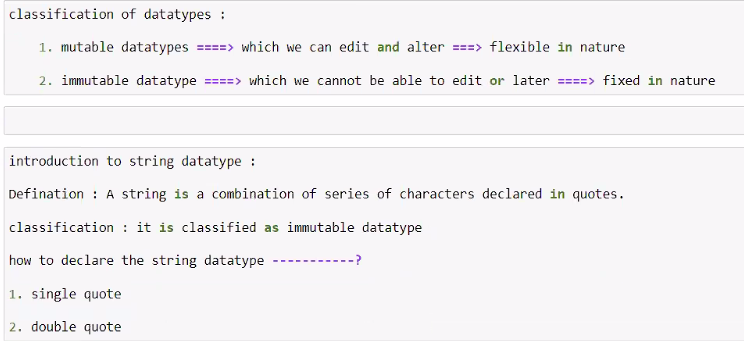 classification of datatypes :
1. mutable datatypes ====> which we can edit and alter ===> flexible in nature
2. immutable datatype ====> which we cannot be able to edit or later ====> fixed in nature
introduction to string datatype :
Defination : A string is a combination of series of characters declared in quotes.
classification : it is classified as immutable datatype
how to declare the string datatype -----------?
1. single quote
2. double quote